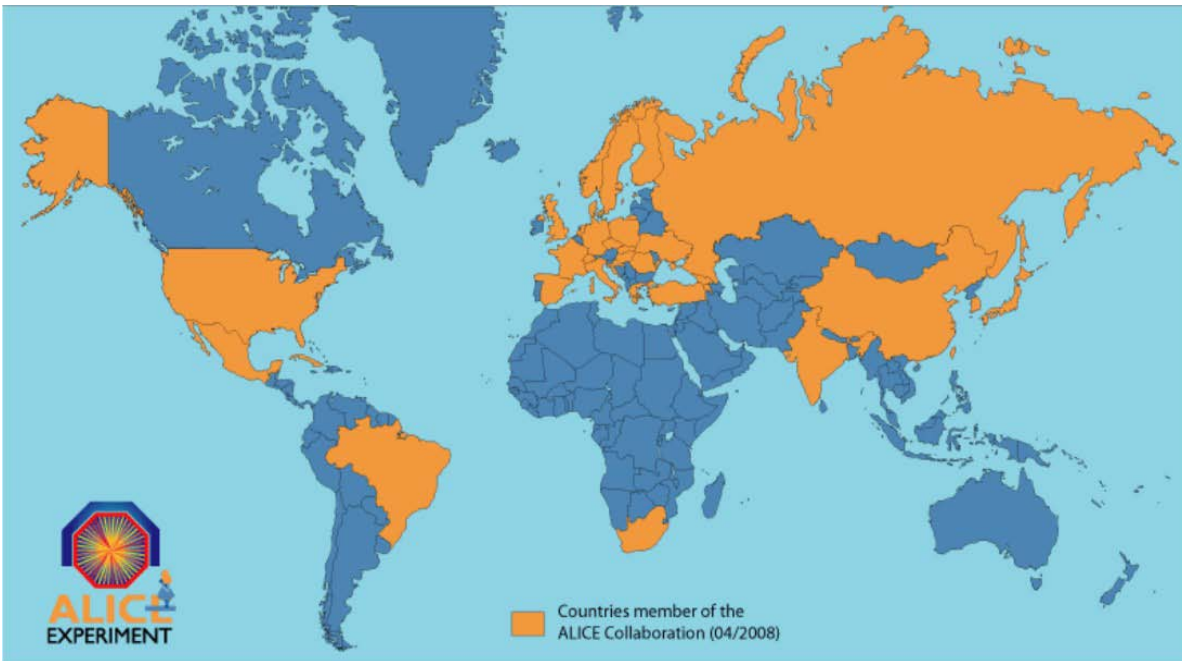 ALICE
EXPERIMENT
Countries member of the
ALICE Collaboration (04/2008)